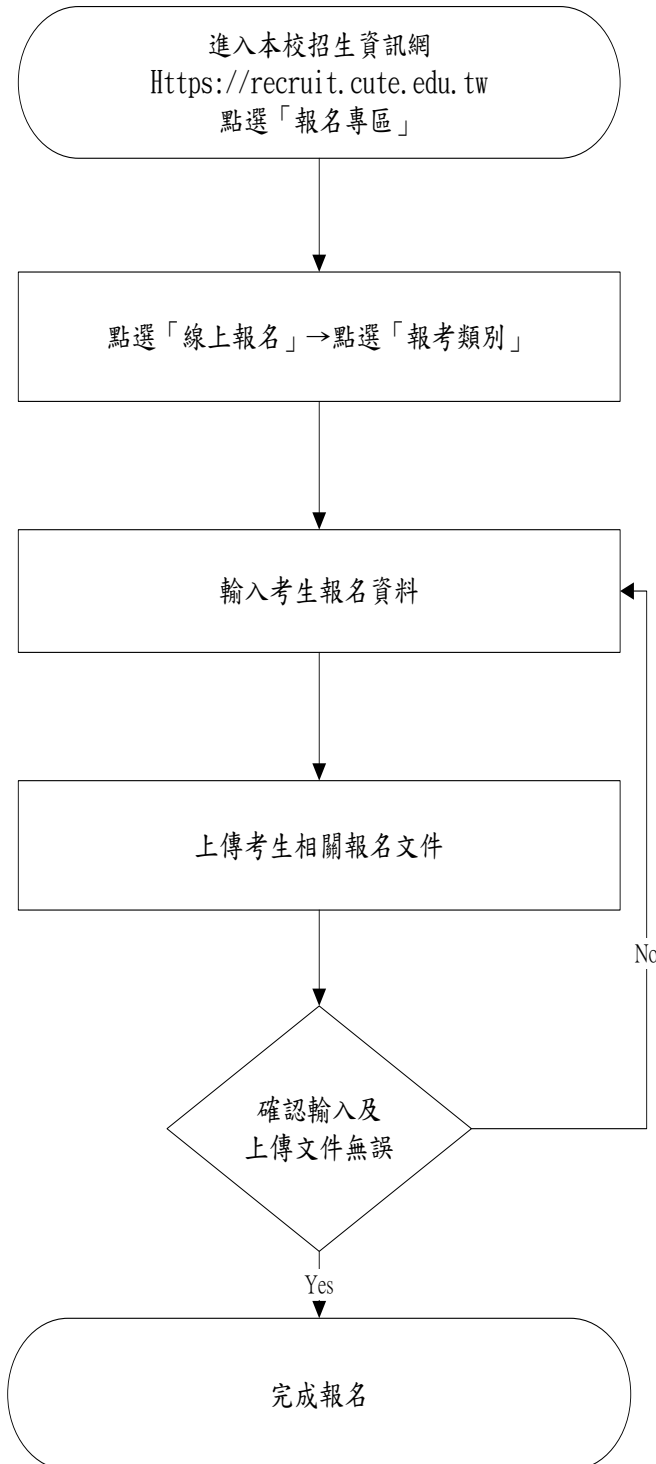 進入本校招生資訊網
Https://recruit.cute.edu.tw
點選「報名專區」
點選「線上報名」→點選「報考類別」
輸入考生報名資料
上傳考生相關報名文件
No
確認輸入及
上傳文件無誤
Yes
完成報名